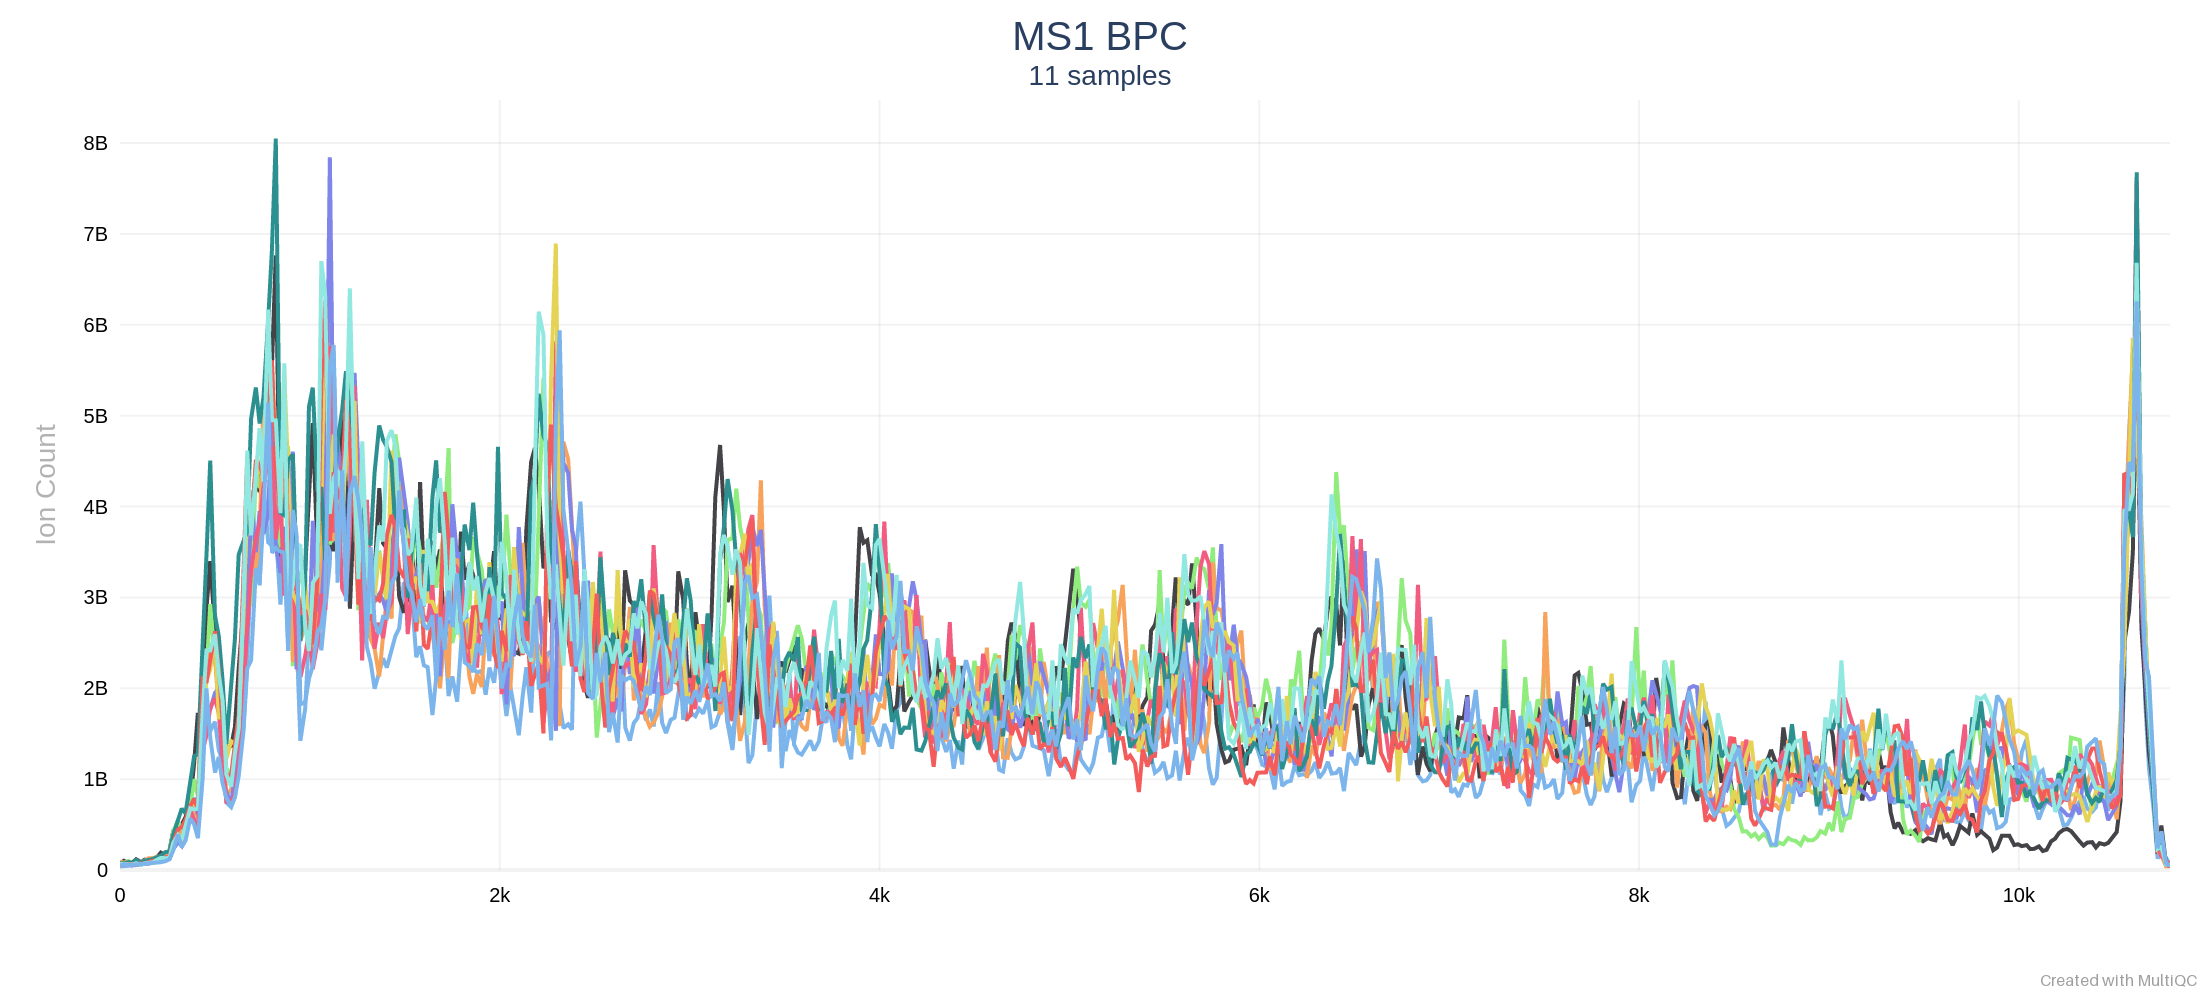 MS1 BPC
11 samples
8B
7B
6B
5B
4B
3B
2B
1B
0
Ion Count
0
2k
4k
6k
8k
10k
Created with MultiQC